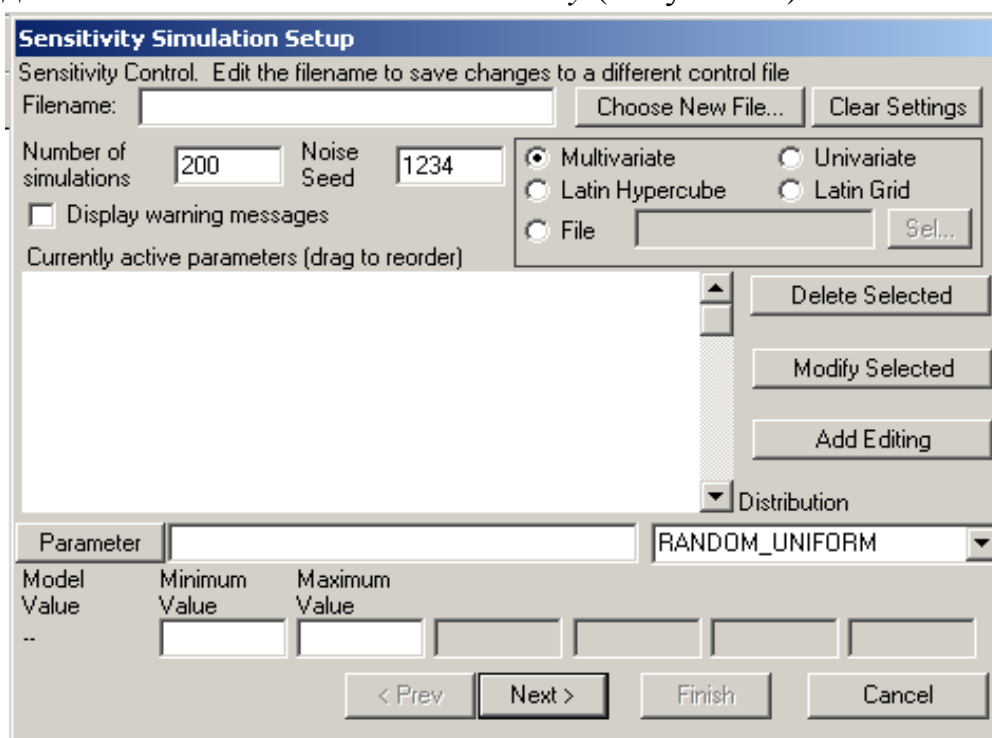 Sensitivity Simulation Setup
Sensitivity Control. Edit the filename to save changes to a different control file
Filename: Choose New File... Clear Settings
Number of simulations 200 Noise Seed 1234
Multivariate Univariate
Latin Hypercube Latin Grid
Display warning messages
File Sel...
Currently active parameters (drag to reorder)
Delete Selected
Modify Selected
Add Editing
Distribution
Parameter RANDOM_UNIFORM
Model Value Minimum Value Maximum Value
--
< Prev Next > Finish Cancel